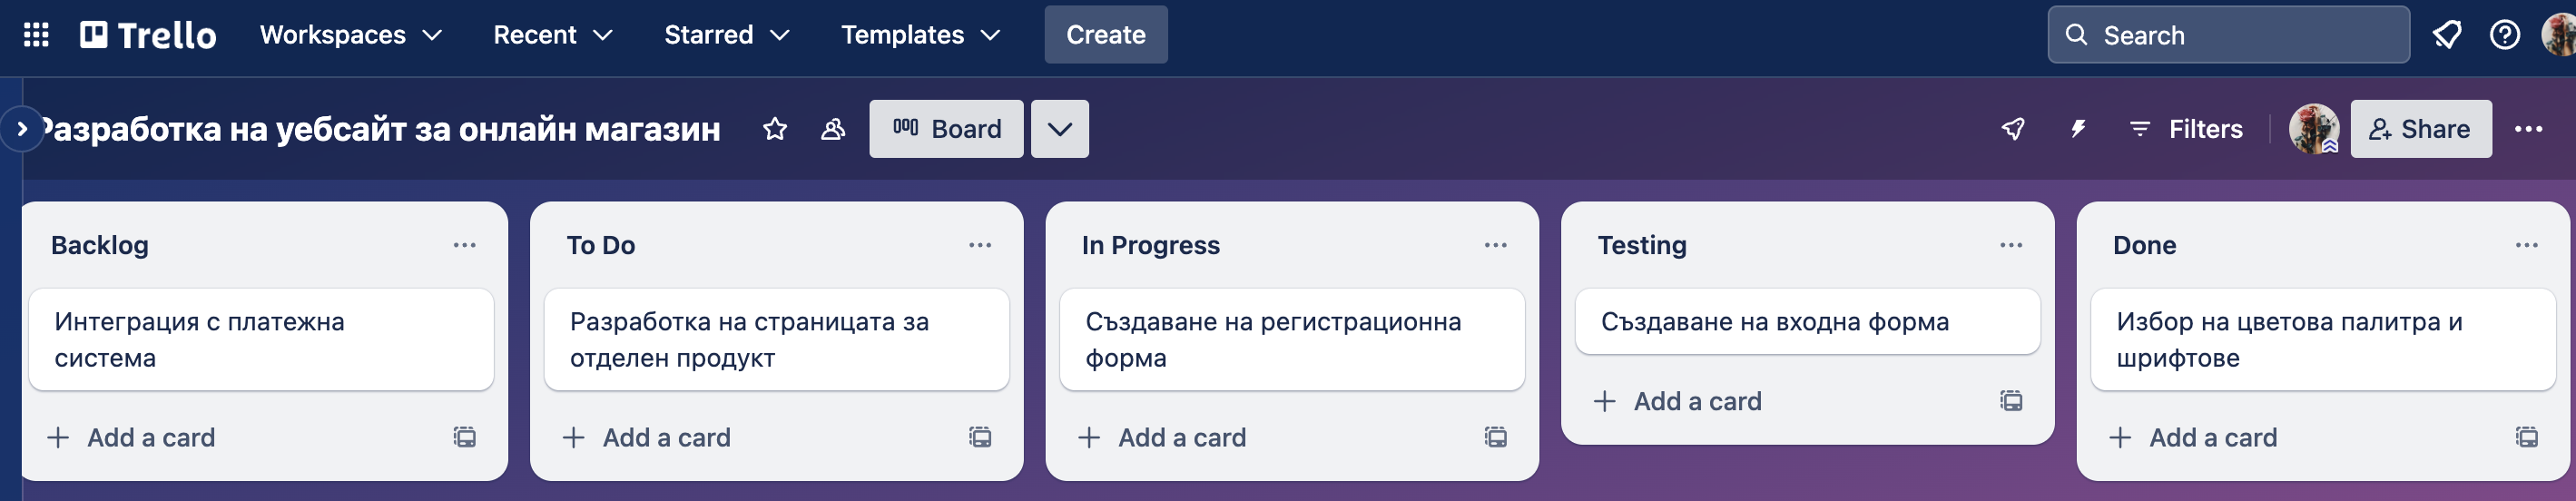 Trello Workspaces Recent Starred Templates Create Search
Разработка на уебсайт за онлайн магазин Board Filters Share
Backlog
Интеграция с платежна
система
Add a card
To Do
Разработка на страницата за
отделен продукт
Add a card
In Progress
Създаване на регистрационна
форма
Add a card
Testing
Създаване на входна форма
Add a card
Done
Избор на цветова палитра и
шрифтове
Add a card